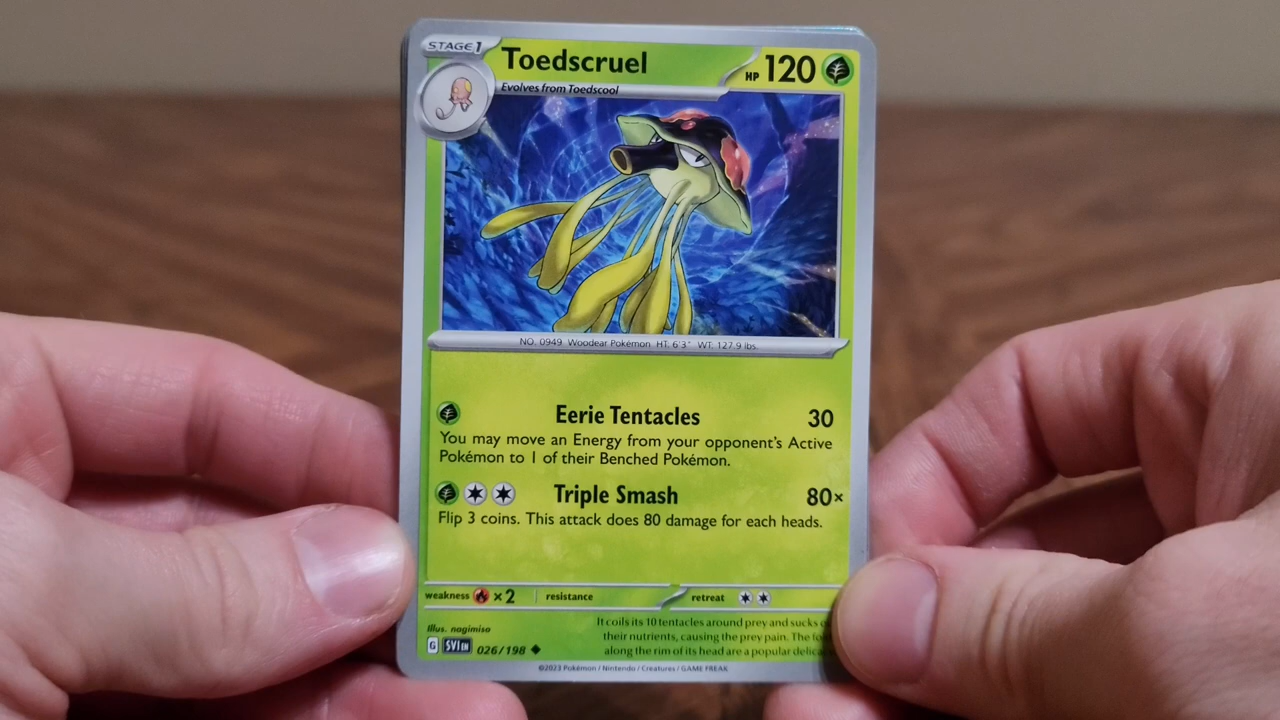 STAGE1
Toedscruel
HP 120
Evolves from Toedscool
NO. 0949 Woodear Pokémon HT: 6'3" WT: 127.9 lbs.
Eerie Tentacles 30
You may move an Energy from your opponent's Active
Pokémon to 1 of their Benched Pokémon.
Triple Smash 80×
Flip 3 coins. This attack does 80 damage for each heads.
weakness ×2 resistance retreat
It coils its 10 tentacles around prey and sucks
their nutrients, causing the prey pain. The
along the rim of its head are a popular
Illus. nagimiso
G SVI EN 026/198
©2023 Pokémon / Nintendo / Creatures / GAME FREAK